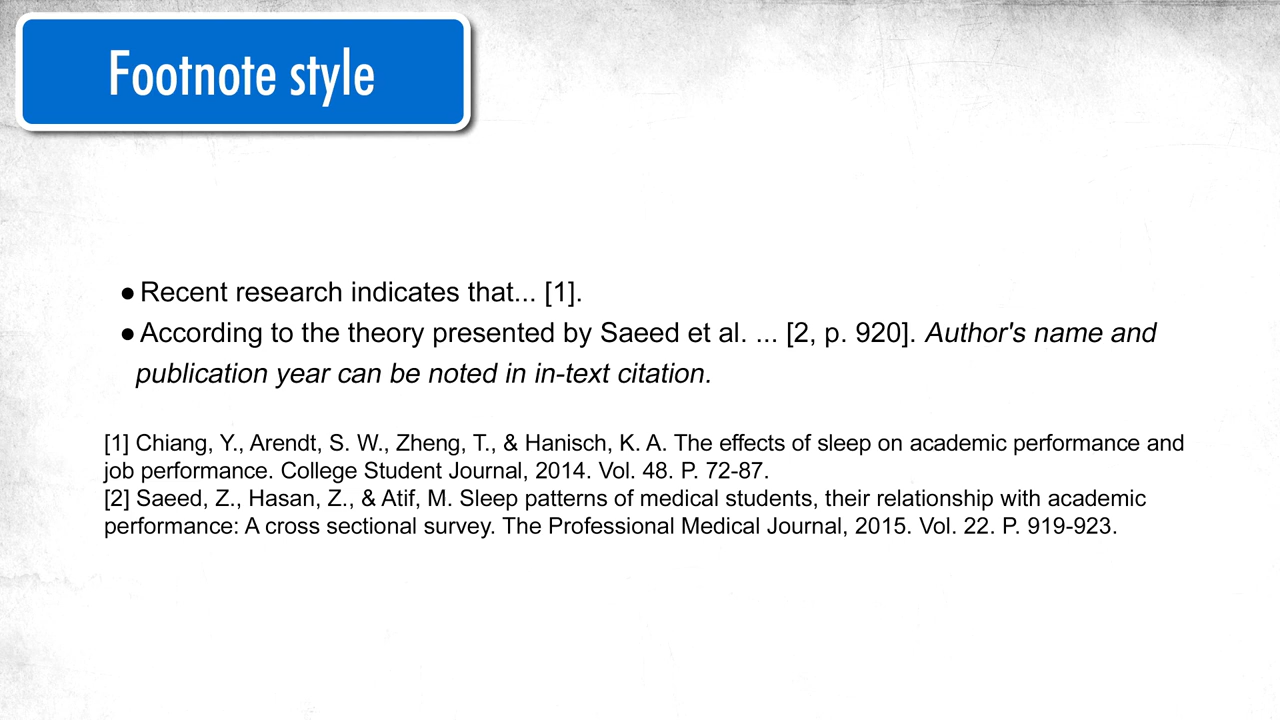 Footnote style
● Recent research indicates that... [1].
● According to the theory presented by Saeed et al. ... [2, p. 920]. Author's name and
publication year can be noted in in-text citation.
[1] Chiang, Y., Arendt, S. W., Zheng, T., & Hanisch, K. A. The effects of sleep on academic performance and
job performance. College Student Journal, 2014. Vol. 48. P. 72-87.
[2] Saeed, Z., Hasan, Z., & Atif, M. Sleep patterns of medical students, their relationship with academic
performance: A cross sectional survey. The Professional Medical Journal, 2015. Vol. 22. P. 919-923.